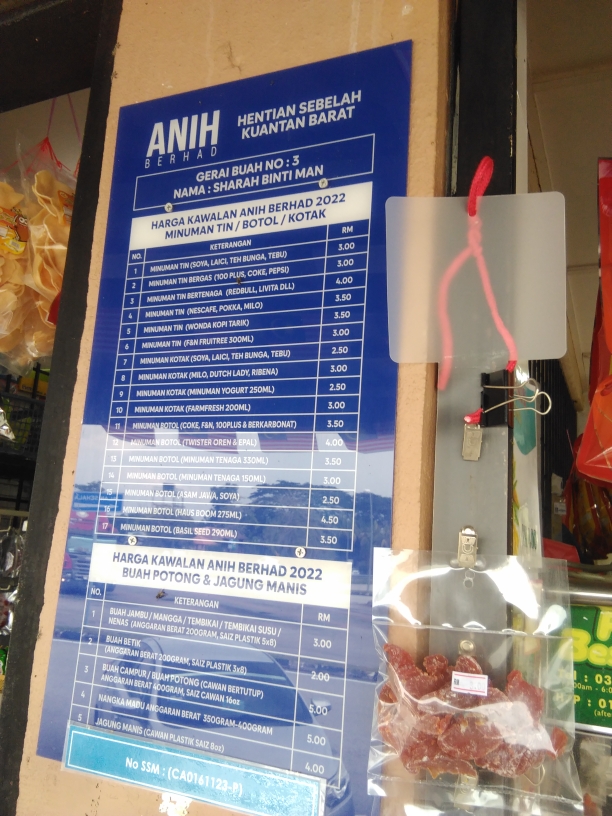 ANIH
BERHAD
HENTIAN SEBELAH
KUANTAN BARAT
GERAI BUAH NO : 3
NAMA : SHARAH BINTI MAN
HARGA KAWALAN ANIH BERHAD 2022
MINUMAN TIN / BOTOL / KOTAK
NO. KETERANGAN RM
1 MINUMAN TIN (SOYA, LAICI, TEH BUNGA, TEBU) 3.00
2 MINUMAN TIN BERGAS (100 PLUS, COKE, PEPSI) 3.00
3 MINUMAN TIN BERTENAGA (REDBULL, LIVITA DLL) 4.00
4 MINUMAN TIN (NESCAFE, POKKA, MILO) 3.50
5 MINUMAN TIN (WONDA KOPI TARIK) 3.50
6 MINUMAN TIN (F&N FRUITREE 300ML) 3.00
7 MINUMAN KOTAK (SOYA, LAICI, TEH BUNGA, TEBU) 2.50
8 MINUMAN KOTAK (MILO, DUTCH LADY, RIBENA) 3.00
9 MINUMAN KOTAK (MINUMAN YOGURT 250ML) 2.50
10 MINUMAN KOTAK (FARMFRESH 200ML) 3.00
11 MINUMAN BOTOL (COKE, F&N, 100PLUS & BERKARBONAT) 3.50
12 MINUMAN BOTOL (TWISTER OREN & EPAL) 4.00
13 MINUMAN BOTOL (MINUMAN TENAGA 330ML) 3.50
14 MINUMAN BOTOL (MINUMAN TENAGA 150ML) 3.00
15 MINUMAN BOTOL (ASAM JAWA, SOYA) 2.50
16 MINUMAN BOTOL (HAUS BOOM 275ML) 4.50
17 MINUMAN BOTOL (BASIL SEED 290ML) 3.50
HARGA KAWALAN ANIH BERHAD 2022
BUAH POTONG & JAGUNG MANIS
NO. KETERANGAN RM
1 BUAH JAMBU / MANGGA / TEMBIKAI / TEMBIKAI SUSU /
NENAS (ANGGARAN BERAT 200GRAM, SAIZ PLASTIK 5x8) 3.00
2 BUAH BETIK
(ANGGARAN BERAT 200GRAM, SAIZ PLASTIK 3x8) 2.00
3 BUAH CAMPUR / BUAH POTONG (CAWAN BERTUTUP)
ANGGARAN BERAT 400GRAM, SAIZ CAWAN 16oz 5.00
4 NANGKA MADU ANGGARAN BERAT 350GRAM-400GRAM 5.00
5 JAGUNG MANIS (CAWAN PLASTIK SAIZ 8oz) 4.00
No SSM : (CA0161123-P)